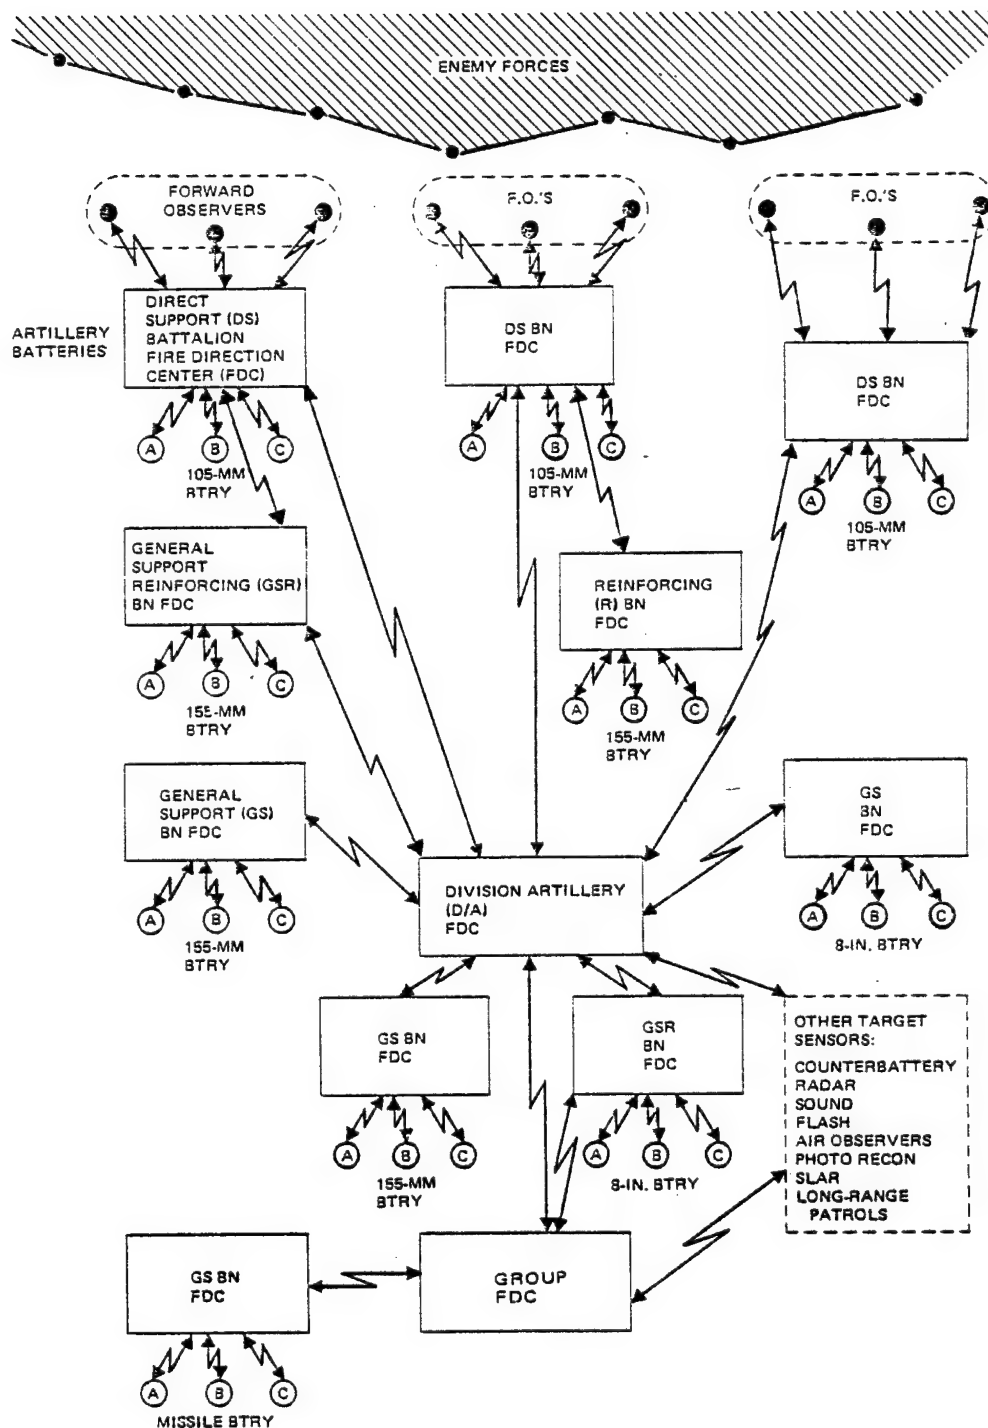 ENEMY FORCES
FORWARD
OBSERVERS
F.O.'S
F.O.'S
ARTILLERY
BATTERIES
DIRECT
SUPPORT (DS)
BATTALION
FIRE DIRECTION
CENTER (FDC)
DS BN
FDC
DS BN
FDC
A
B
C
105-MM
BTRY
A
B
C
105-MM
BTRY
A
B
C
105-MM
BTRY
GENERAL
SUPPORT
REINFORCING (GSR)
BN FDC
REINFORCING
(R) BN
FDC
A
B
C
155-MM
BTRY
A
B
C
155-MM
BTRY
GENERAL
SUPPORT (GS)
BN FDC
GS
BN
FDC
A
B
C
155-MM
BTRY
DIVISION ARTILLERY
(D/A)
FDC
A
B
C
8-IN. BTRY
GS BN
FDC
GSR
BN
FDC
OTHER TARGET
SENSORS:
COUNTERBATTERY
RADAR
SOUND
FLASH
AIR OBSERVERS
PHOTO RECON
SLAR
LONG-RANGE
PATROLS
A
B
C
155-MM
BTRY
A
B
C
8-IN. BTRY
GS BN
FDC
GROUP
FDC
A
B
C
MISSILE BTRY